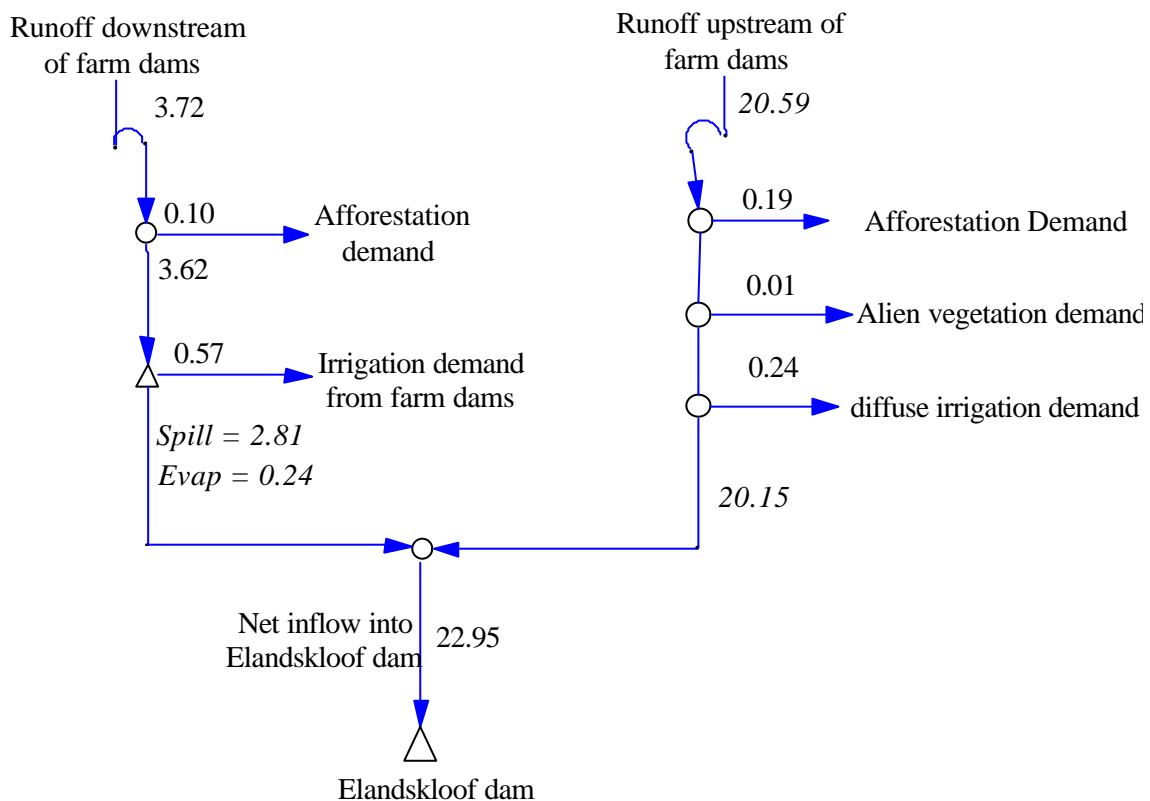 Runoff downstream
of farm dams
3.72
0.10
Afforestation
demand
3.62
0.57
Irrigation demand
from farm dams
Spill = 2.81
Evap = 0.24
Runoff upstream of
farm dams
20.59
0.19
Afforestation Demand
0.01
Alien vegetation demand
0.24
diffuse irrigation demand
20.15
Net inflow into
Elandskloof dam
22.95
Elandskloof dam